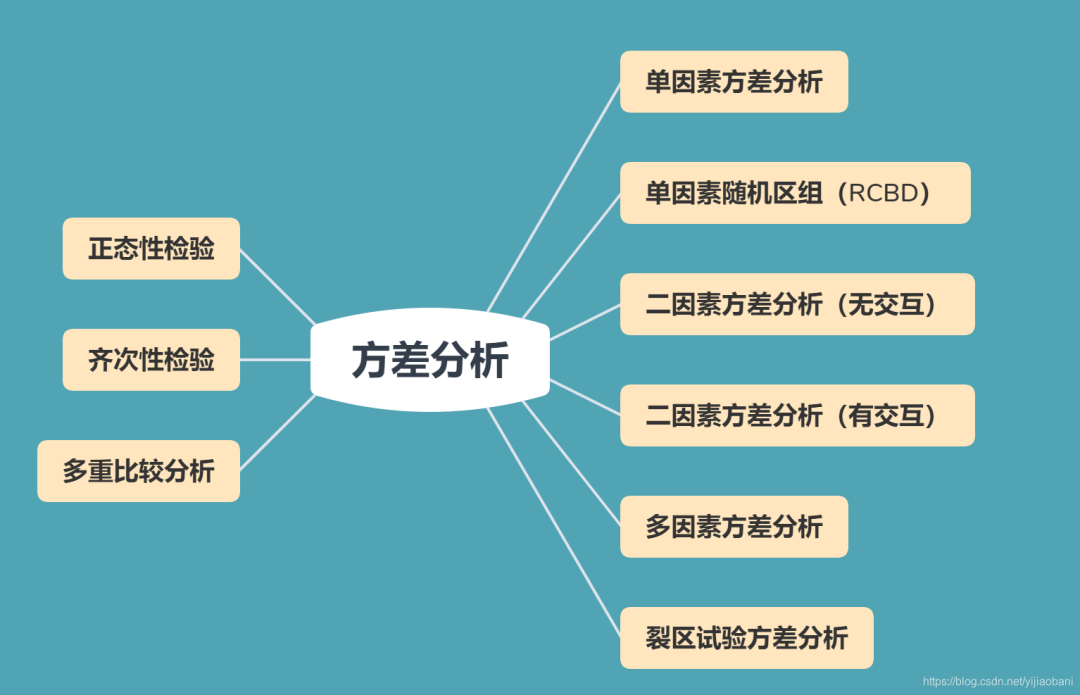 单因素方差分析
单因素随机区组（RCBD）
正态性检验
二因素方差分析（无交互）
齐次性检验
方差分析
二因素方差分析（有交互）
多重比较分析
多因素方差分析
裂区试验方差分析
https://blog.csdn.net/yijiaobani